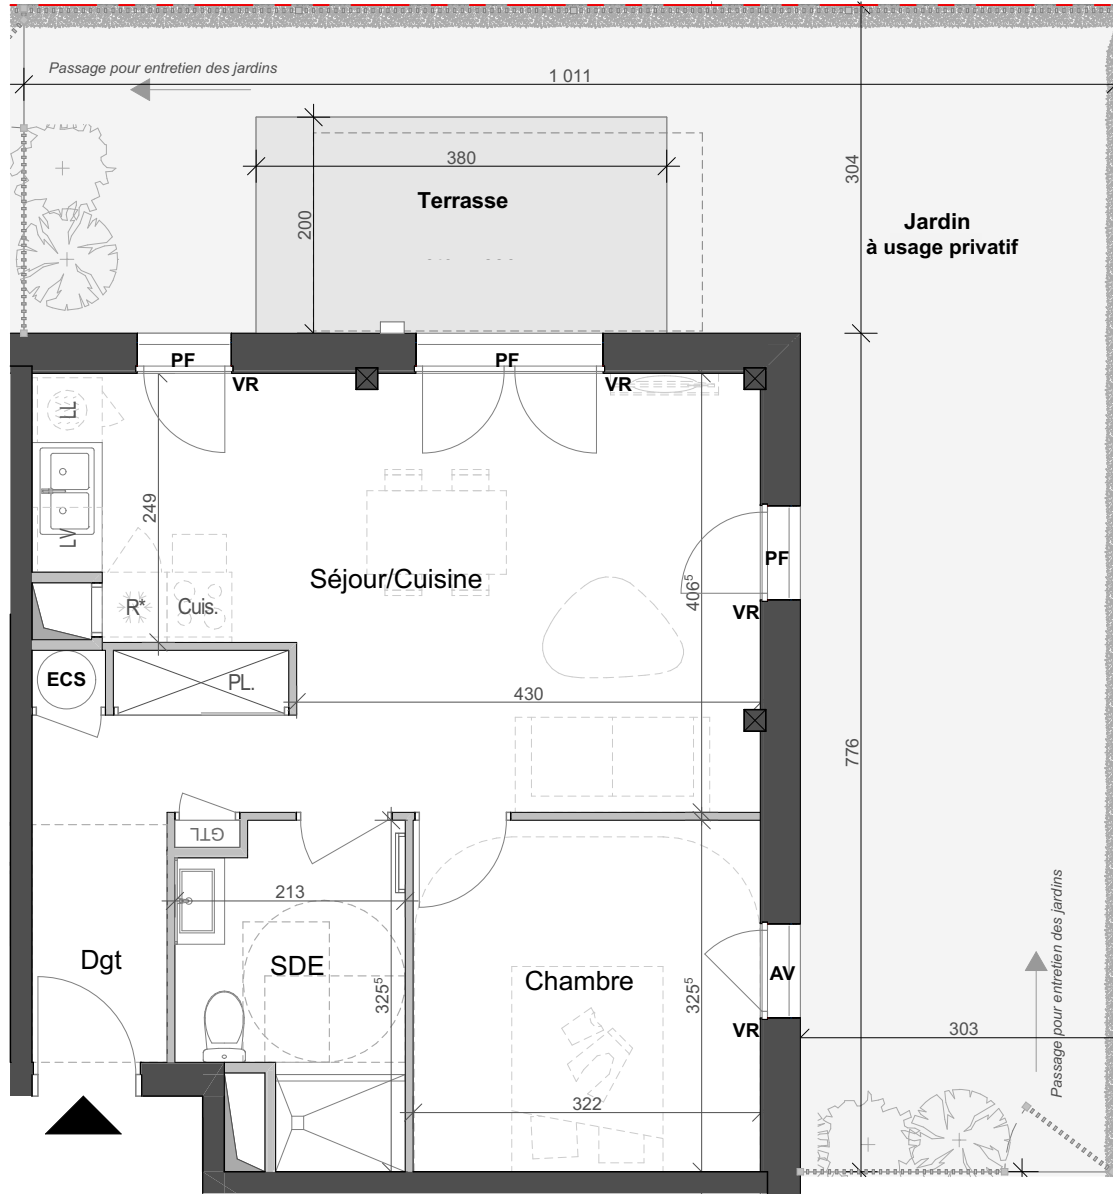 Passage pour entretien des jardins
1 011
380
304
Terrasse
200
Jardin
à usage privatif
PF
VR
PF
VR
LL
249
LV
Séjour/Cuisine
406⁵
PF
VR
R*
Cuis.
ECS
PL.
430
776
GTL
213
Dgt
SDE
325⁵
Chambre
325⁵
AV
VR
303
322
Passage pour entretien des jardins